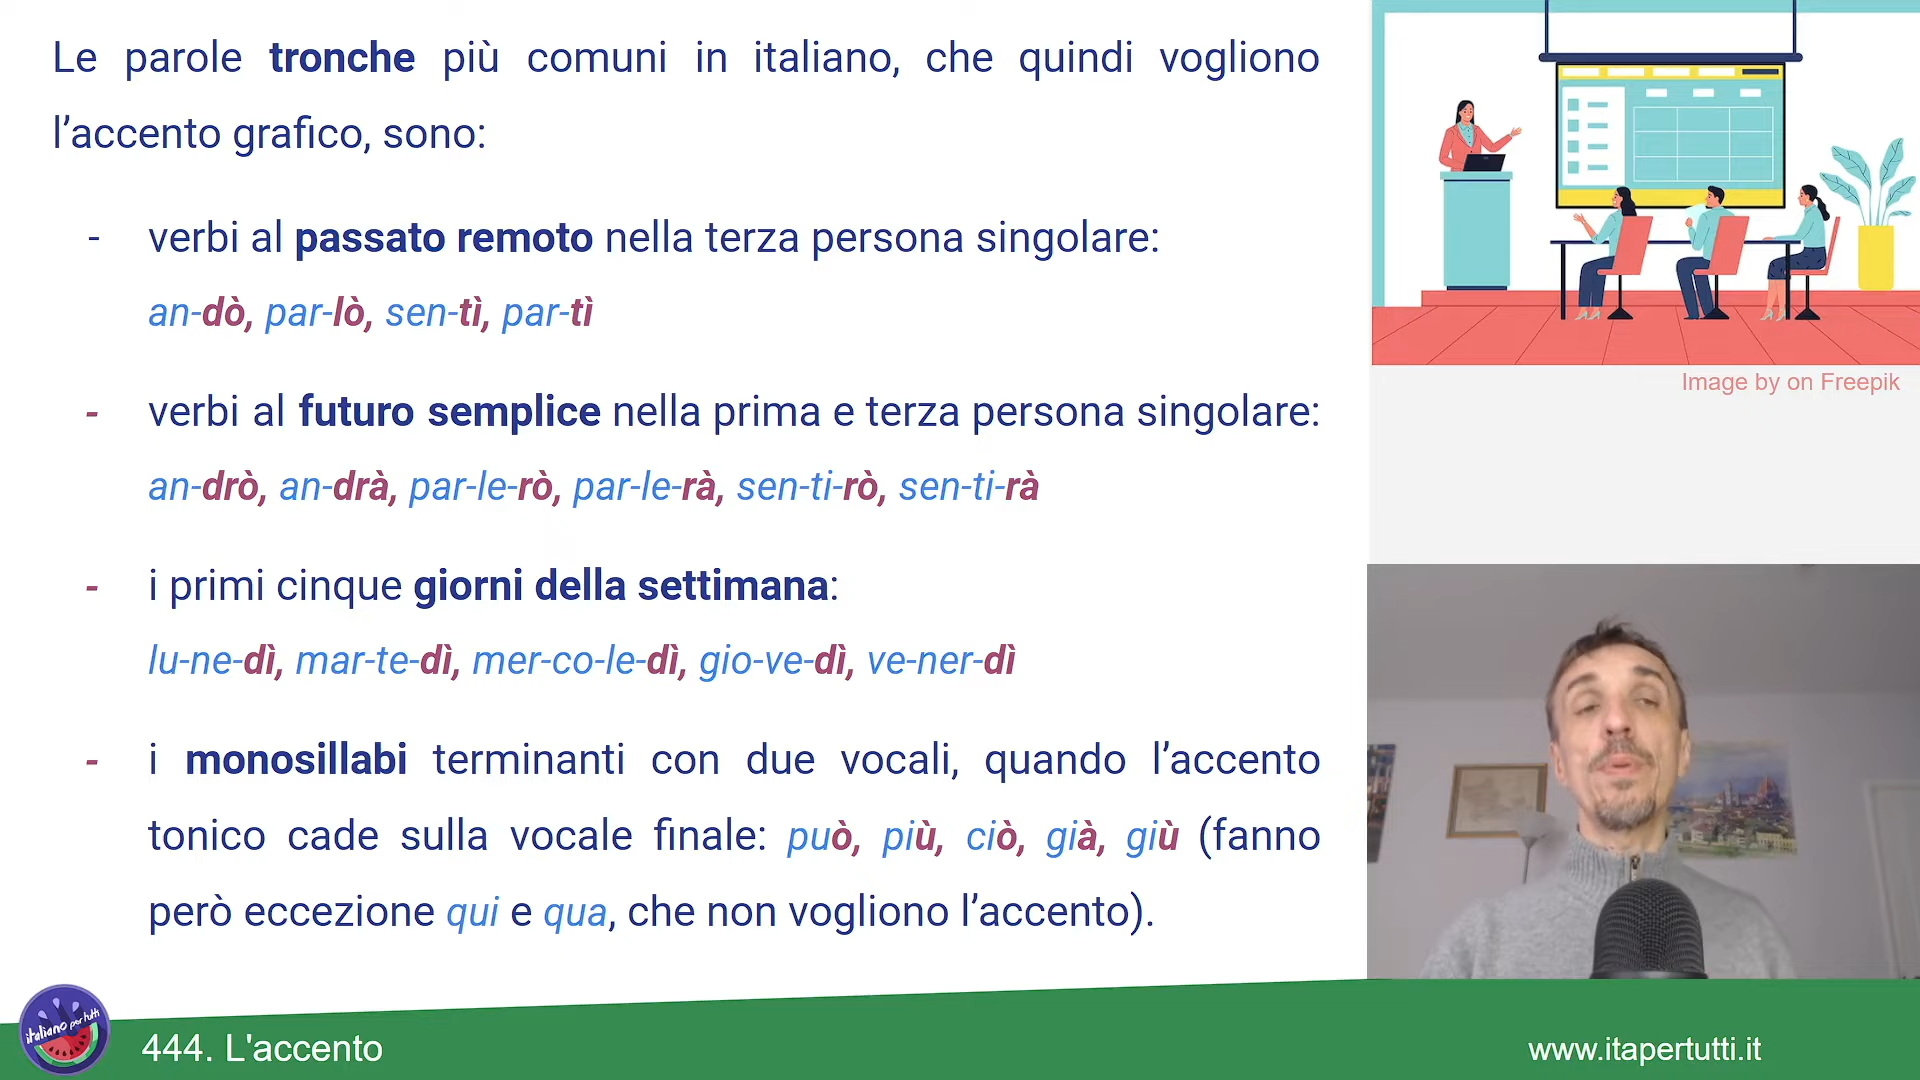 Le parole tronche più comuni in italiano, che quindi vogliono
l’accento grafico, sono:
- verbi al passato remoto nella terza persona singolare:
an-dò, par-lò, sen-tì, par-tì
- verbi al futuro semplice nella prima e terza persona singolare:
an-drò, an-drà, par-le-rò, par-le-rà, sen-ti-rò, sen-ti-rà
- i primi cinque giorni della settimana:
lu-ne-dì, mar-te-dì, mer-co-le-dì, gio-ve-dì, ve-ner-dì
- i monosillabi terminanti con due vocali, quando l’accento
tonico cade sulla vocale finale: può, più, ciò, già, giù (fanno
però eccezione qui e qua, che non vogliono l’accento).
Image by on Freepik
italiano per tutti
444. L'accento
www.itapertutti.it